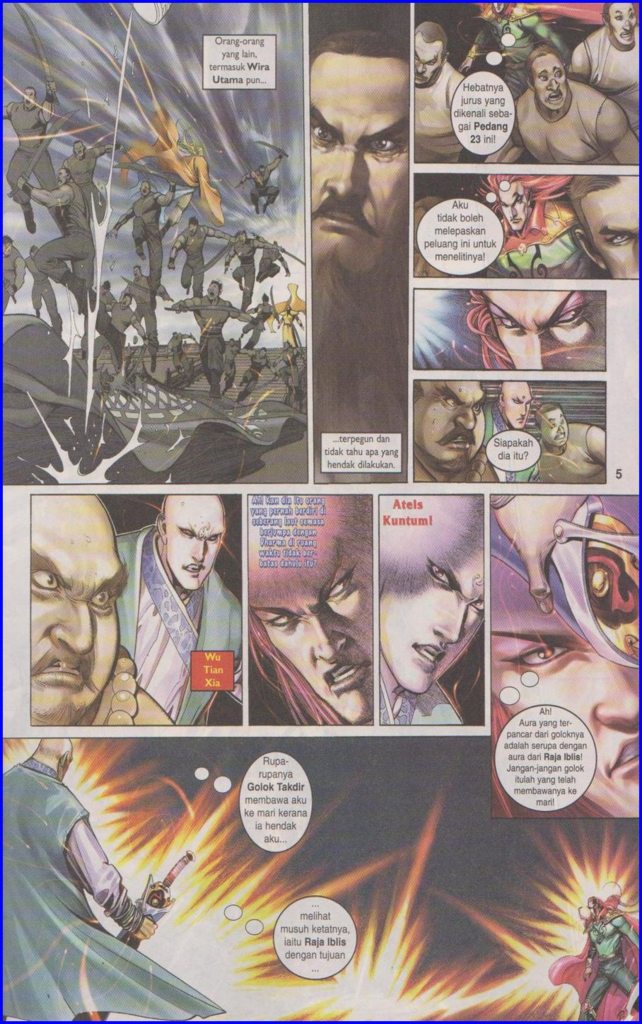 Orang-orang
yang lain,
termasuk Wira
Utama pun...
...terpegun dan
tidak tahu apa yang
hendak dilakukan.
Hebatnya
jurus yang
dikenali seba-
gai Pedang
23 ini!
Aku
tidak boleh
melepaskan
peluang ini untuk
menelitinya!
Siapakah
dia itu?
5
Wu
Tian
Xia
Ah! Kan dia itu orang
yang pernah berdiri di
seberang laut semasa
berjumpa dengan
di ruang
waktu tidak ber-
batas dahulu itu?
Ateis
Kuntum!
Ah!
Aura yang ter-
pancar dari goloknya
adalah serupa dengan
aura dari Raja Iblis!
Jangan-jangan golok
itulah yang telah
membawanya ke
mari!
Rupa-
rupanya
Golok Takdir
membawa aku
ke mari kerana
ia hendak
aku...
...
melihat
musuh ketatnya,
iaitu Raja Iblis
dengan tujuan
...